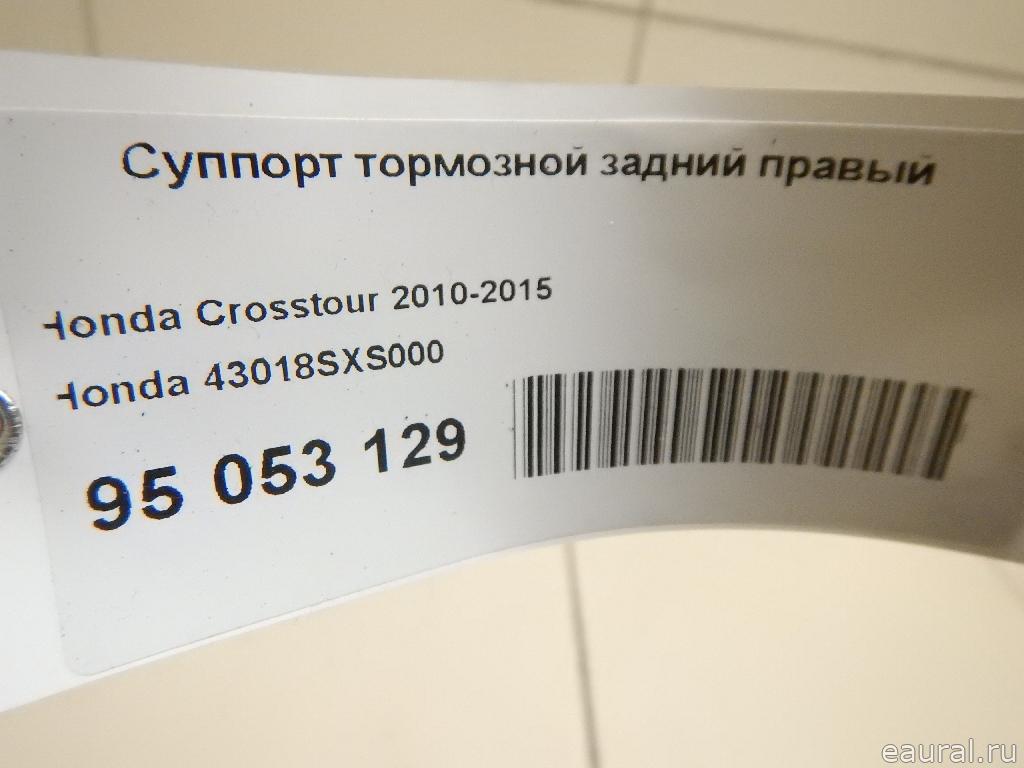 Суппорт тормозной задний правый
Honda Crosstour 2010-2015
Honda 43018SXS000
95 053 129
eaural.ru